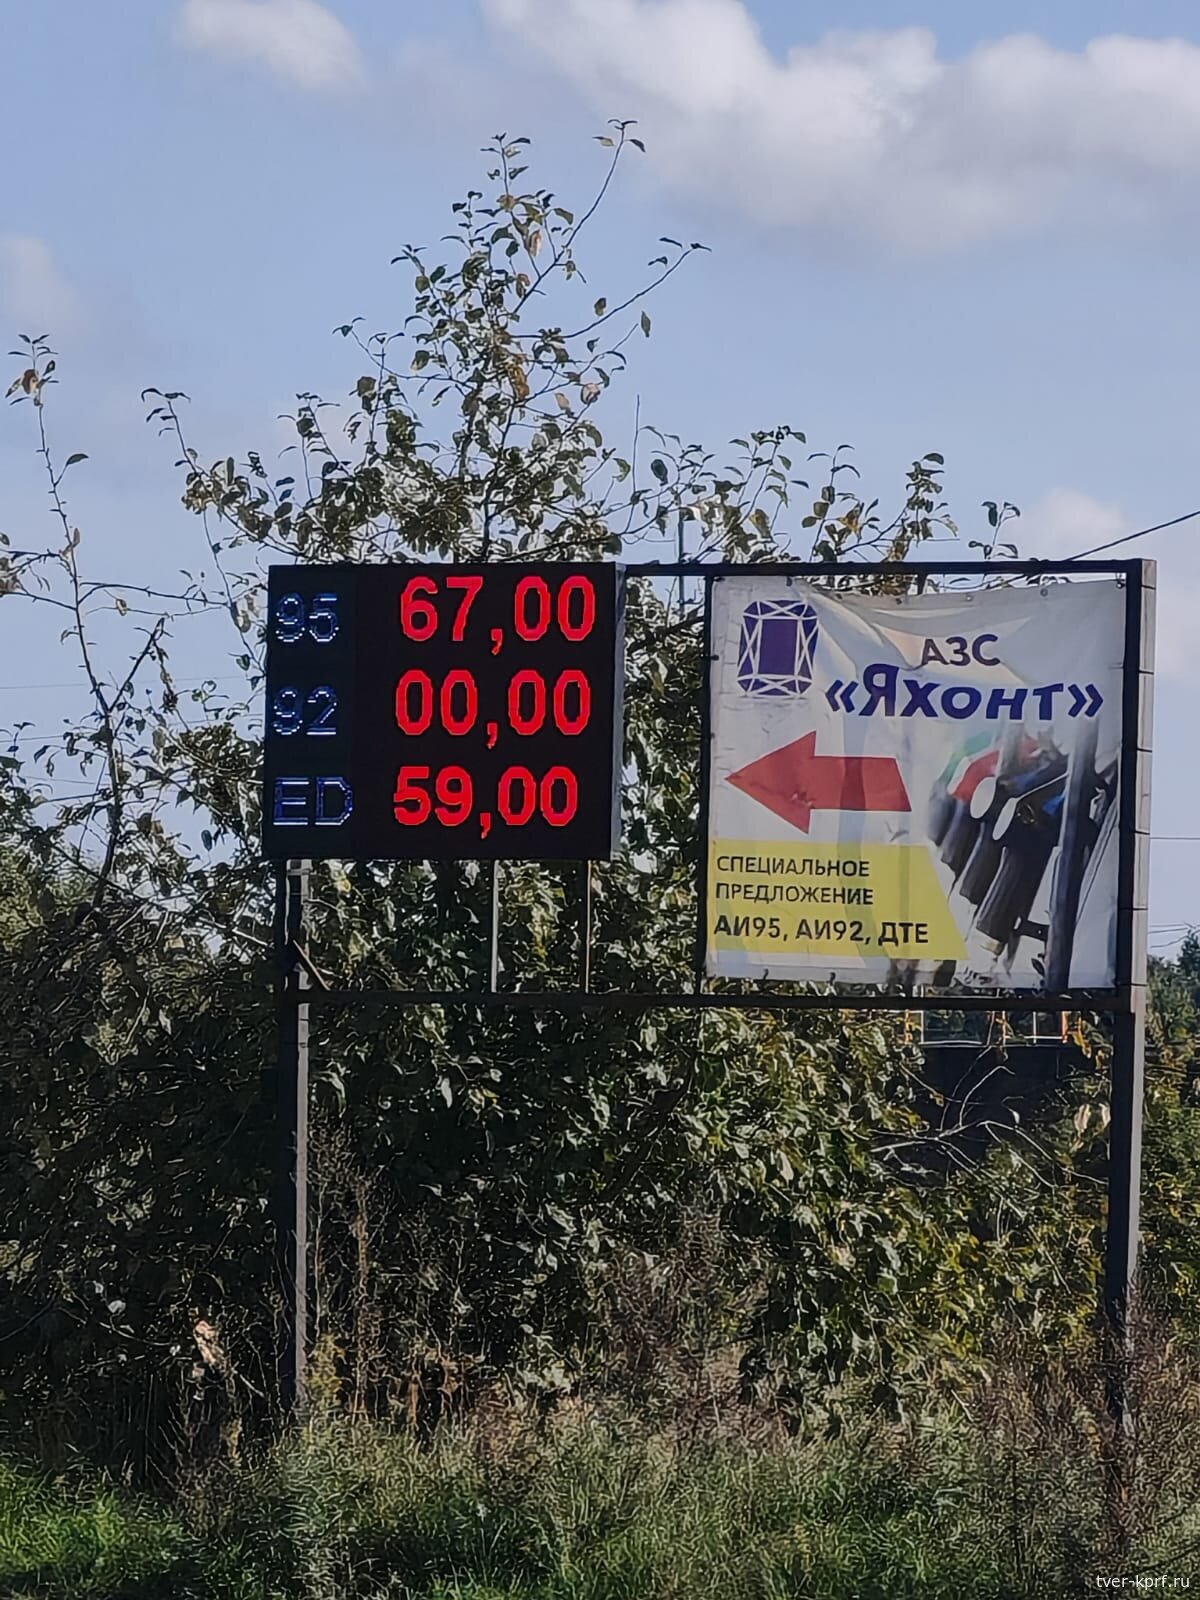 95 67,00
92 00,00
ED 59,00
АЗС
«Яхонт»
СПЕЦИАЛЬНОЕ
ПРЕДЛОЖЕНИЕ
АИ95, АИ92, ДТЕ
tver-kprf.ru